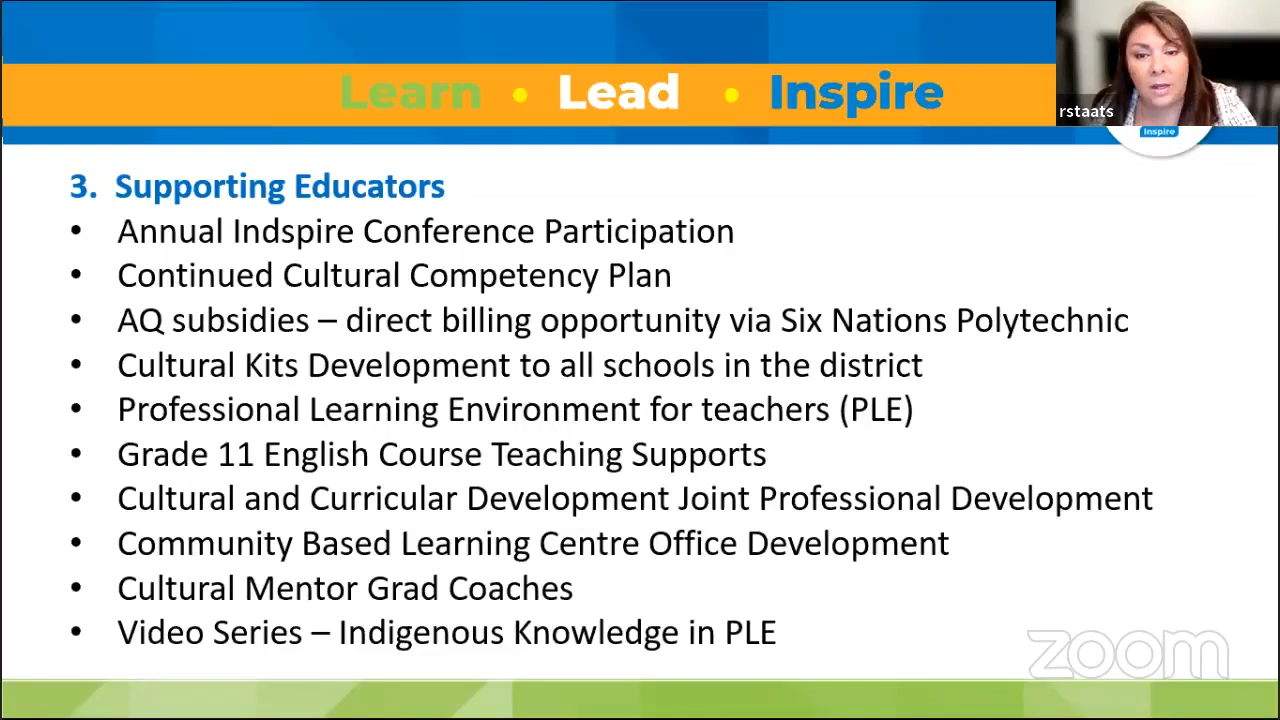 Learn • Lead • Inspire
rstaats
Inspire
3. Supporting Educators
• Annual Indspire Conference Participation
• Continued Cultural Competency Plan
• AQ subsidies – direct billing opportunity via Six Nations Polytechnic
• Cultural Kits Development to all schools in the district
• Professional Learning Environment for teachers (PLE)
• Grade 11 English Course Teaching Supports
• Cultural and Curricular Development Joint Professional Development
• Community Based Learning Centre Office Development
• Cultural Mentor Grad Coaches
• Video Series – Indigenous Knowledge in PLE
zoom